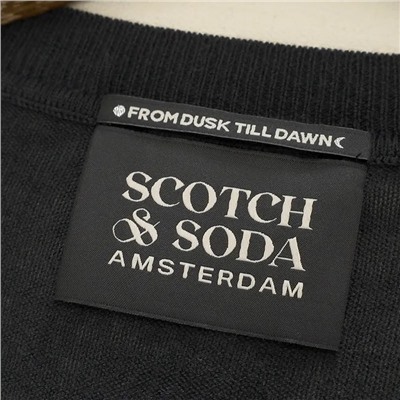 FROM DUSK TILL DAWN
SCOTCH
& SODA
AMSTERDAM